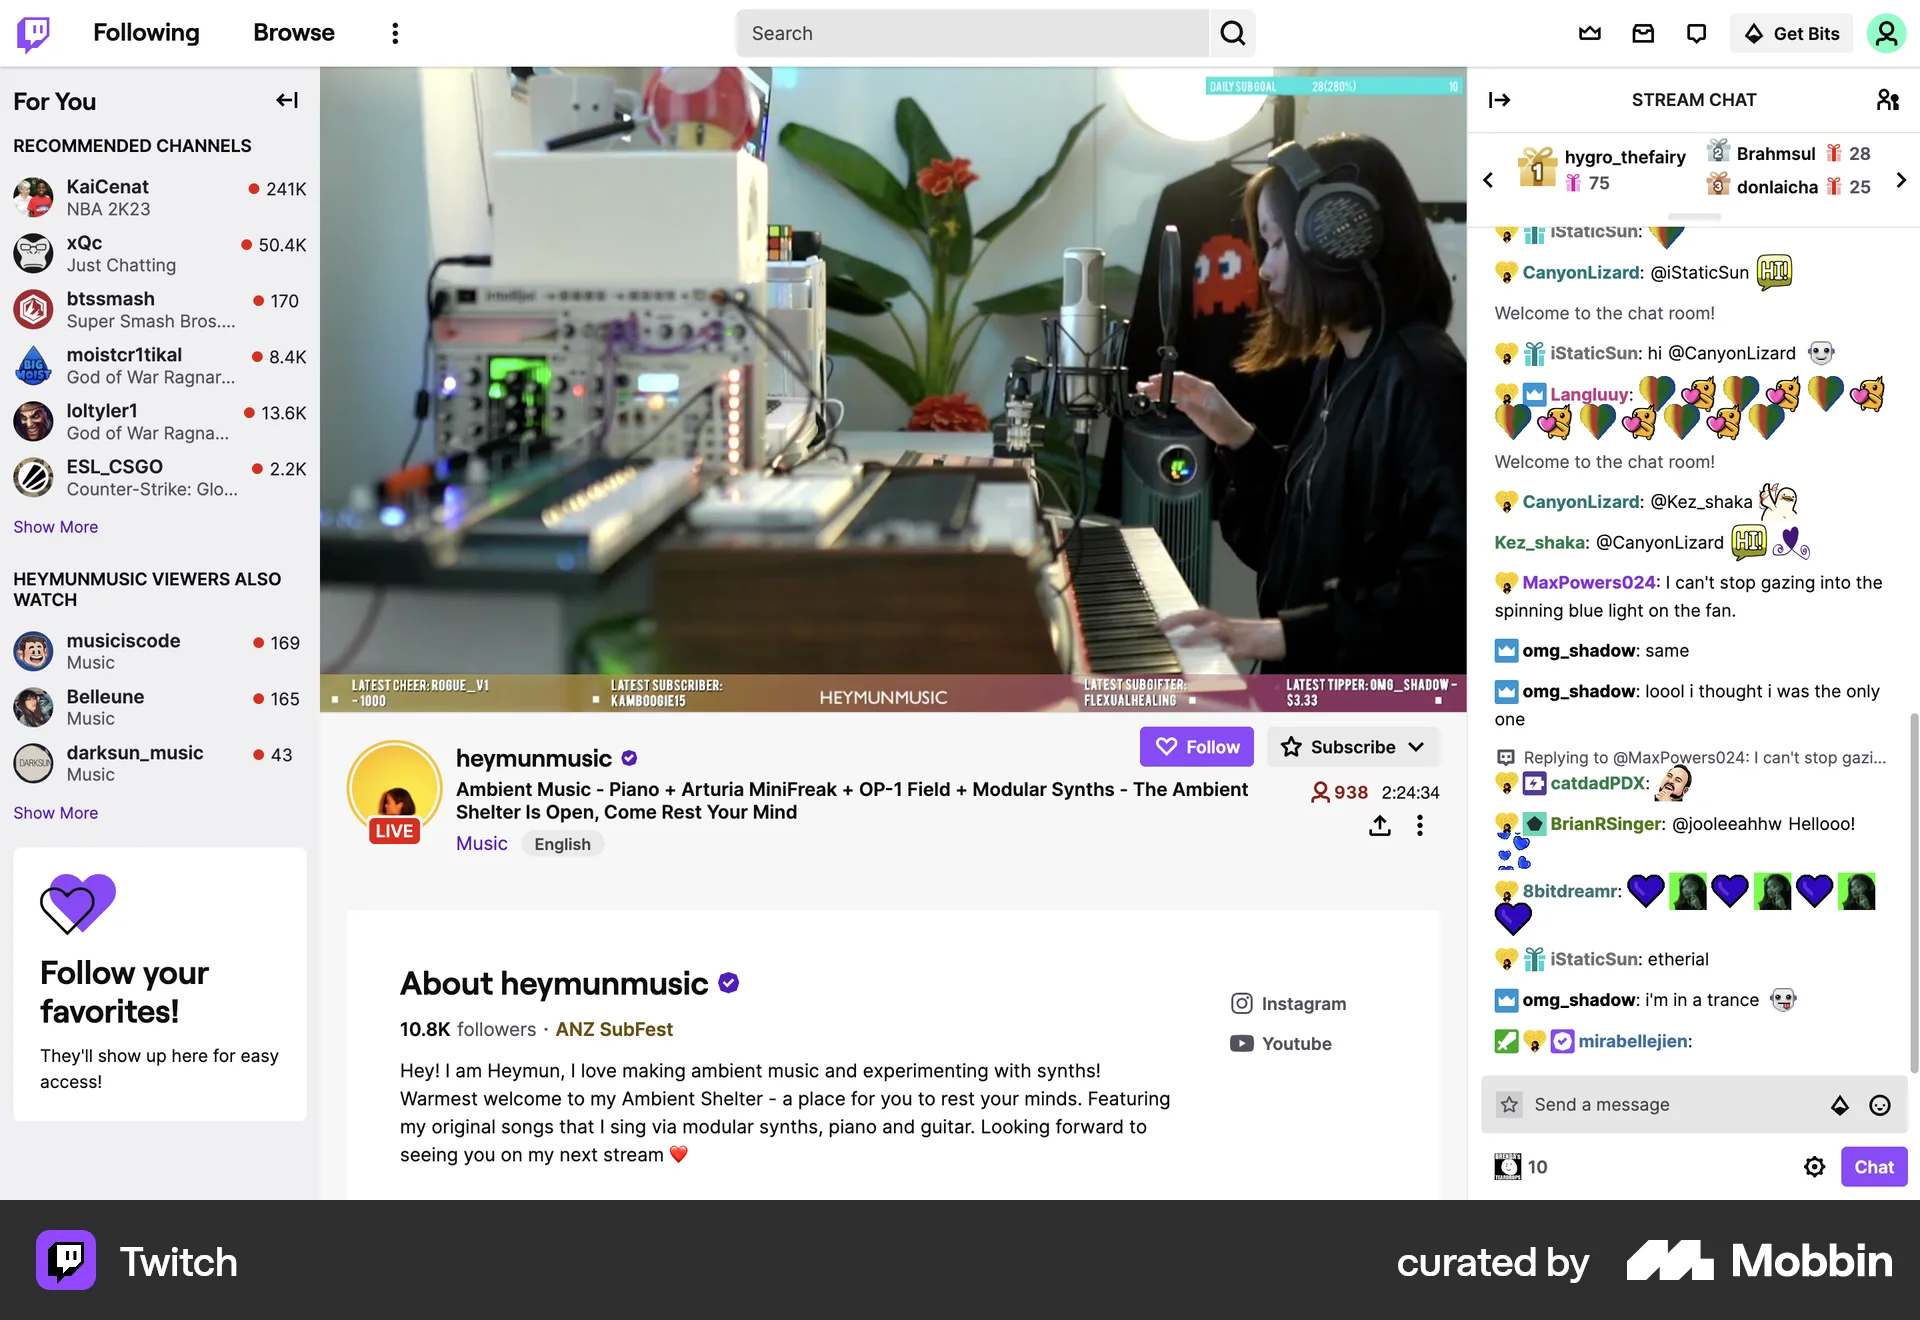 Following
Browse
Search
Get Bits
For You
RECOMMENDED CHANNELS
KaiCenat
241K
NBA 2K23
xQc
50.4K
Just Chatting
btssmash
170
Super Smash Bros....
moistcr1tikal
8.4K
God of War Ragnar...
BIG
MOIST
loltyler1
13.6K
God of War Ragna...
ESL_CSGO
2.2K
Counter-Strike: Glo...
Show More
HEYMUNMUSIC VIEWERS ALSO
WATCH
musiciscode
169
Music
Belleune
165
Music
darksun_music
43
Music
DARKSUN
Show More
Follow your
favorites!
They'll show up here for easy
access!
DAILY SUB GOAL 28(280%) 10
LATEST CHEER: ROGUE_V1
- 1000
LATEST SUBSCRIBER:
KAMBOOGIE15
HEYMUNMUSIC
LATEST SUBGIFTER:
FLEXUALHEALING
LATEST TIPPER: OMG_SHADOW -
$3.33
LIVE
heymunmusic
Follow
Subscribe
Ambient Music - Piano + Arturia MiniFreak + OP-1 Field + Modular Synths - The Ambient
Shelter Is Open, Come Rest Your Mind
938
2:24:34
Music
English
About heymunmusic
10.8K followers · ANZ SubFest
Hey! I am Heymun, I love making ambient music and experimenting with synths!
Warmest welcome to my Ambient Shelter - a place for you to rest your minds. Featuring
my original songs that I sing via modular synths, piano and guitar. Looking forward to
seeing you on my next stream ❤️
Instagram
Youtube
STREAM CHAT
1
hygro_thefairy
75
2
Brahmsul 28
3
donlaicha 25
iStaticSun:
CanyonLizard: @iStaticSun HI!
Welcome to the chat room!
iStaticSun: hi @CanyonLizard
Langluuy:
Welcome to the chat room!
CanyonLizard: @Kez_shaka
Kez_shaka: @CanyonLizard HI!
MaxPowers024: I can't stop gazing into the
spinning blue light on the fan.
omg_shadow: same
omg_shadow: loool i thought i was the only
one
Replying to @MaxPowers024: I can't stop gazi...
catdadPDX:
BrianRSinger: @jooleeahhw Hellooo!
8bitdreamr:
iStaticSun: etherial
omg_shadow: i'm in a trance
mirabellejien:
Send a message
10
Chat
Twitch
curated by
Mobbin